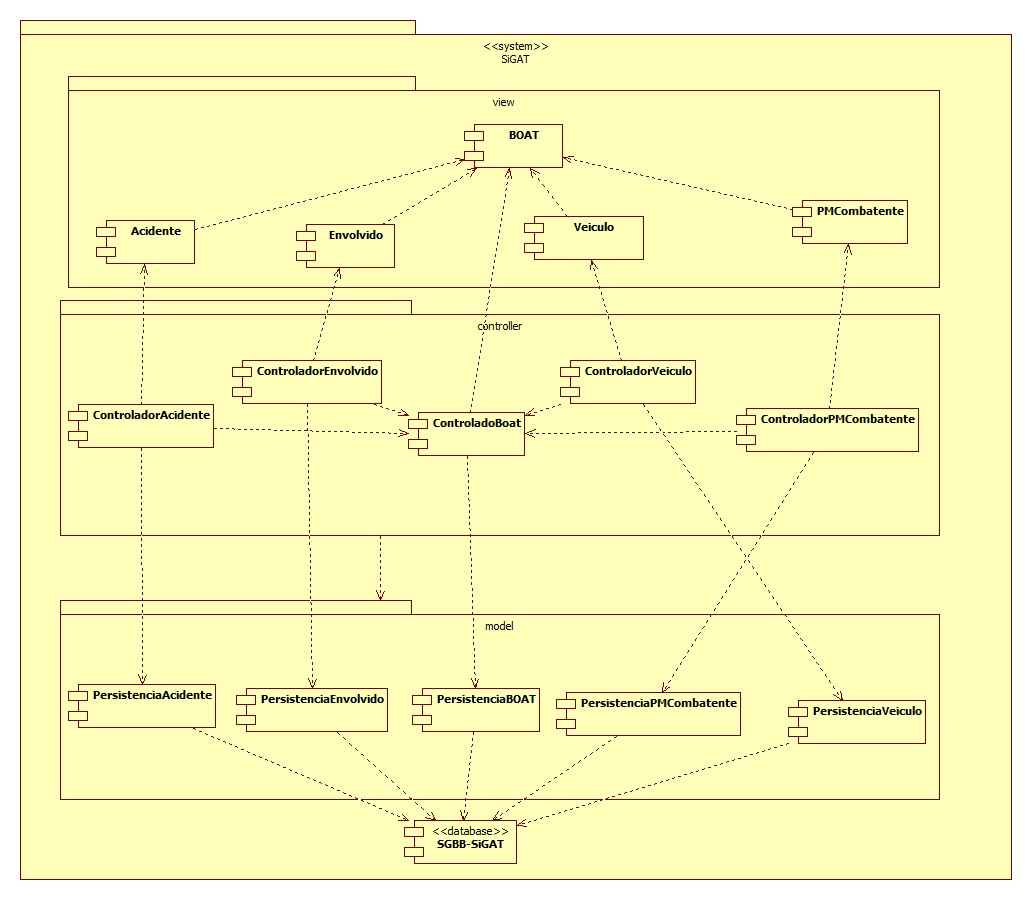 <<system>>
SiGAT
view
BOAT
Acidente
Envolvido
Veiculo
PMCombatente
controller
ControladorEnvolvido
ControladorVeiculo
ControladorAcidente
ControladoBoat
ControladorPMCombatente
model
PersistenciaAcidente
PersistenciaEnvolvido
PersistenciaBOAT
PersistenciaPMCombatente
PersistenciaVeiculo
<<database>>
SGBB-SiGAT